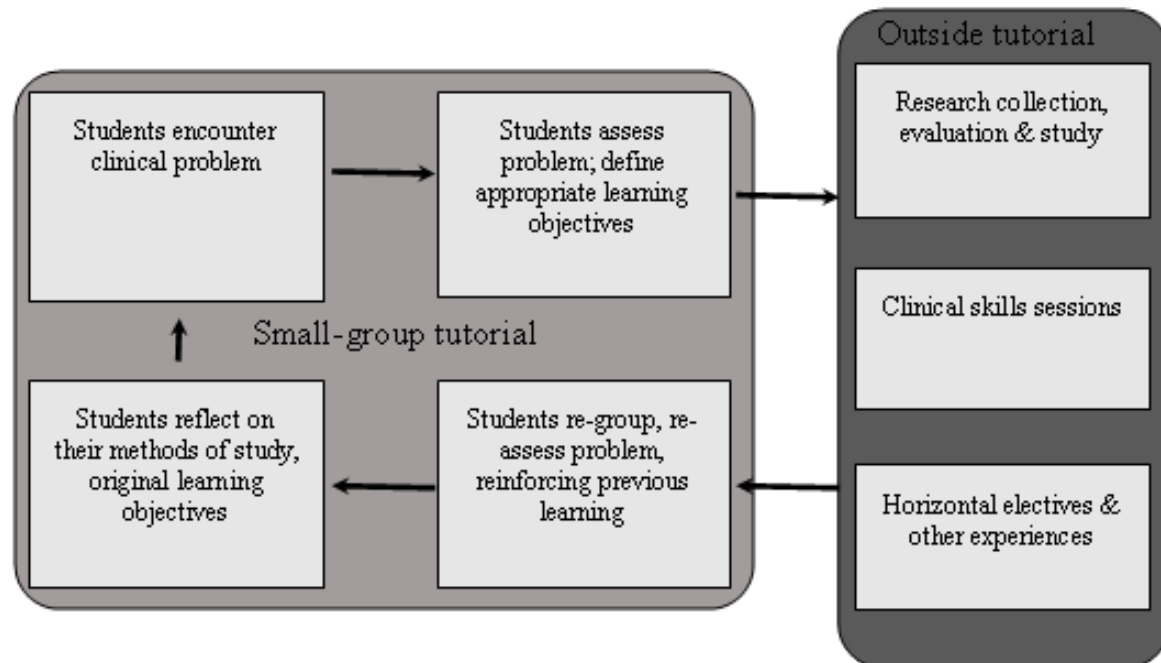 Outside tutorial
Students encounter
clinical problem
Students assess
problem; define
appropriate learning
objectives
Research collection,
evaluation & study
Clinical skills sessions
Small-group tutorial
Students reflect on
their methods of study,
original learning
objectives
Students re-group, re-
assess problem,
reinforcing previous
learning
Horizontal electives &
other experiences